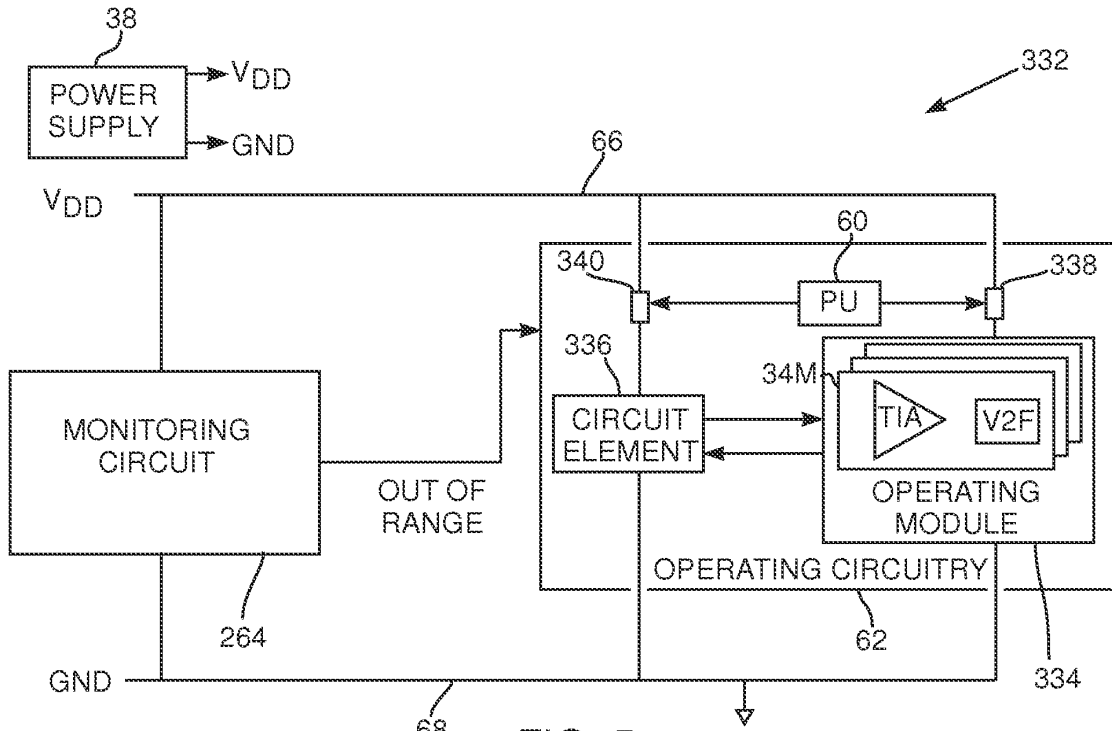 38
POWER
SUPPLY
VDD
GND
332
66
VDD
60
340
338
PU
336
34M
CIRCUIT
ELEMENT
TIA
V2F
MONITORING
CIRCUIT
OUT OF
RANGE
OPERATING
MODULE
OPERATING CIRCUITRY
264
62
334
GND
68